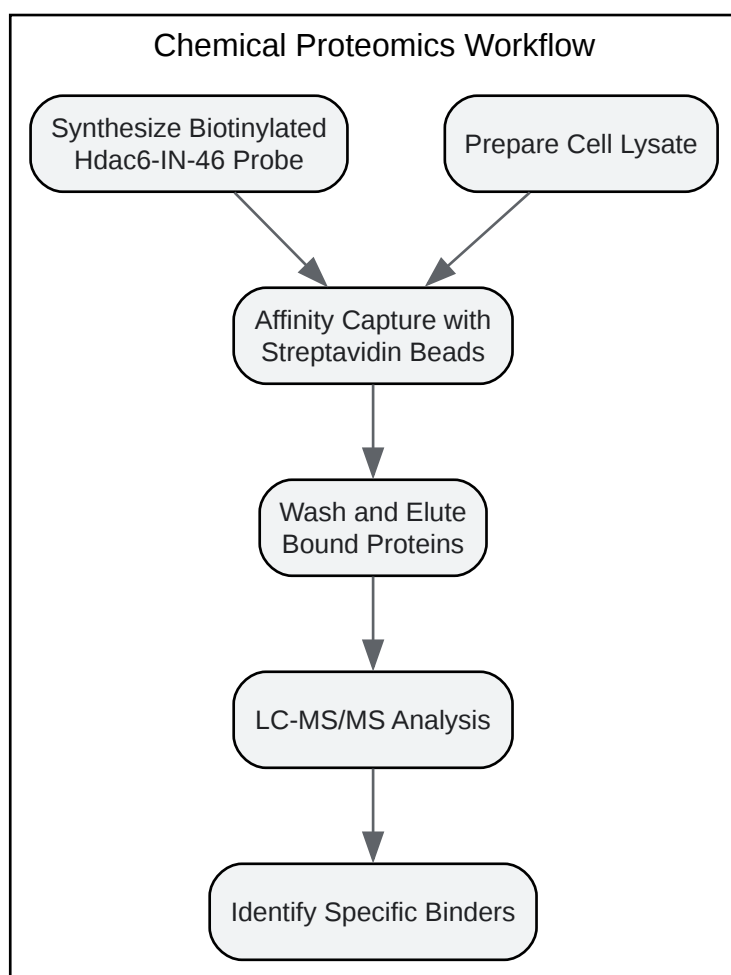 Chemical Proteomics Workflow
Synthesize Biotinylated
Hdac6-IN-46 Probe
Prepare Cell Lysate
Affinity Capture with
Streptavidin Beads
Wash and Elute
Bound Proteins
LC-MS/MS Analysis
Identify Specific Binders